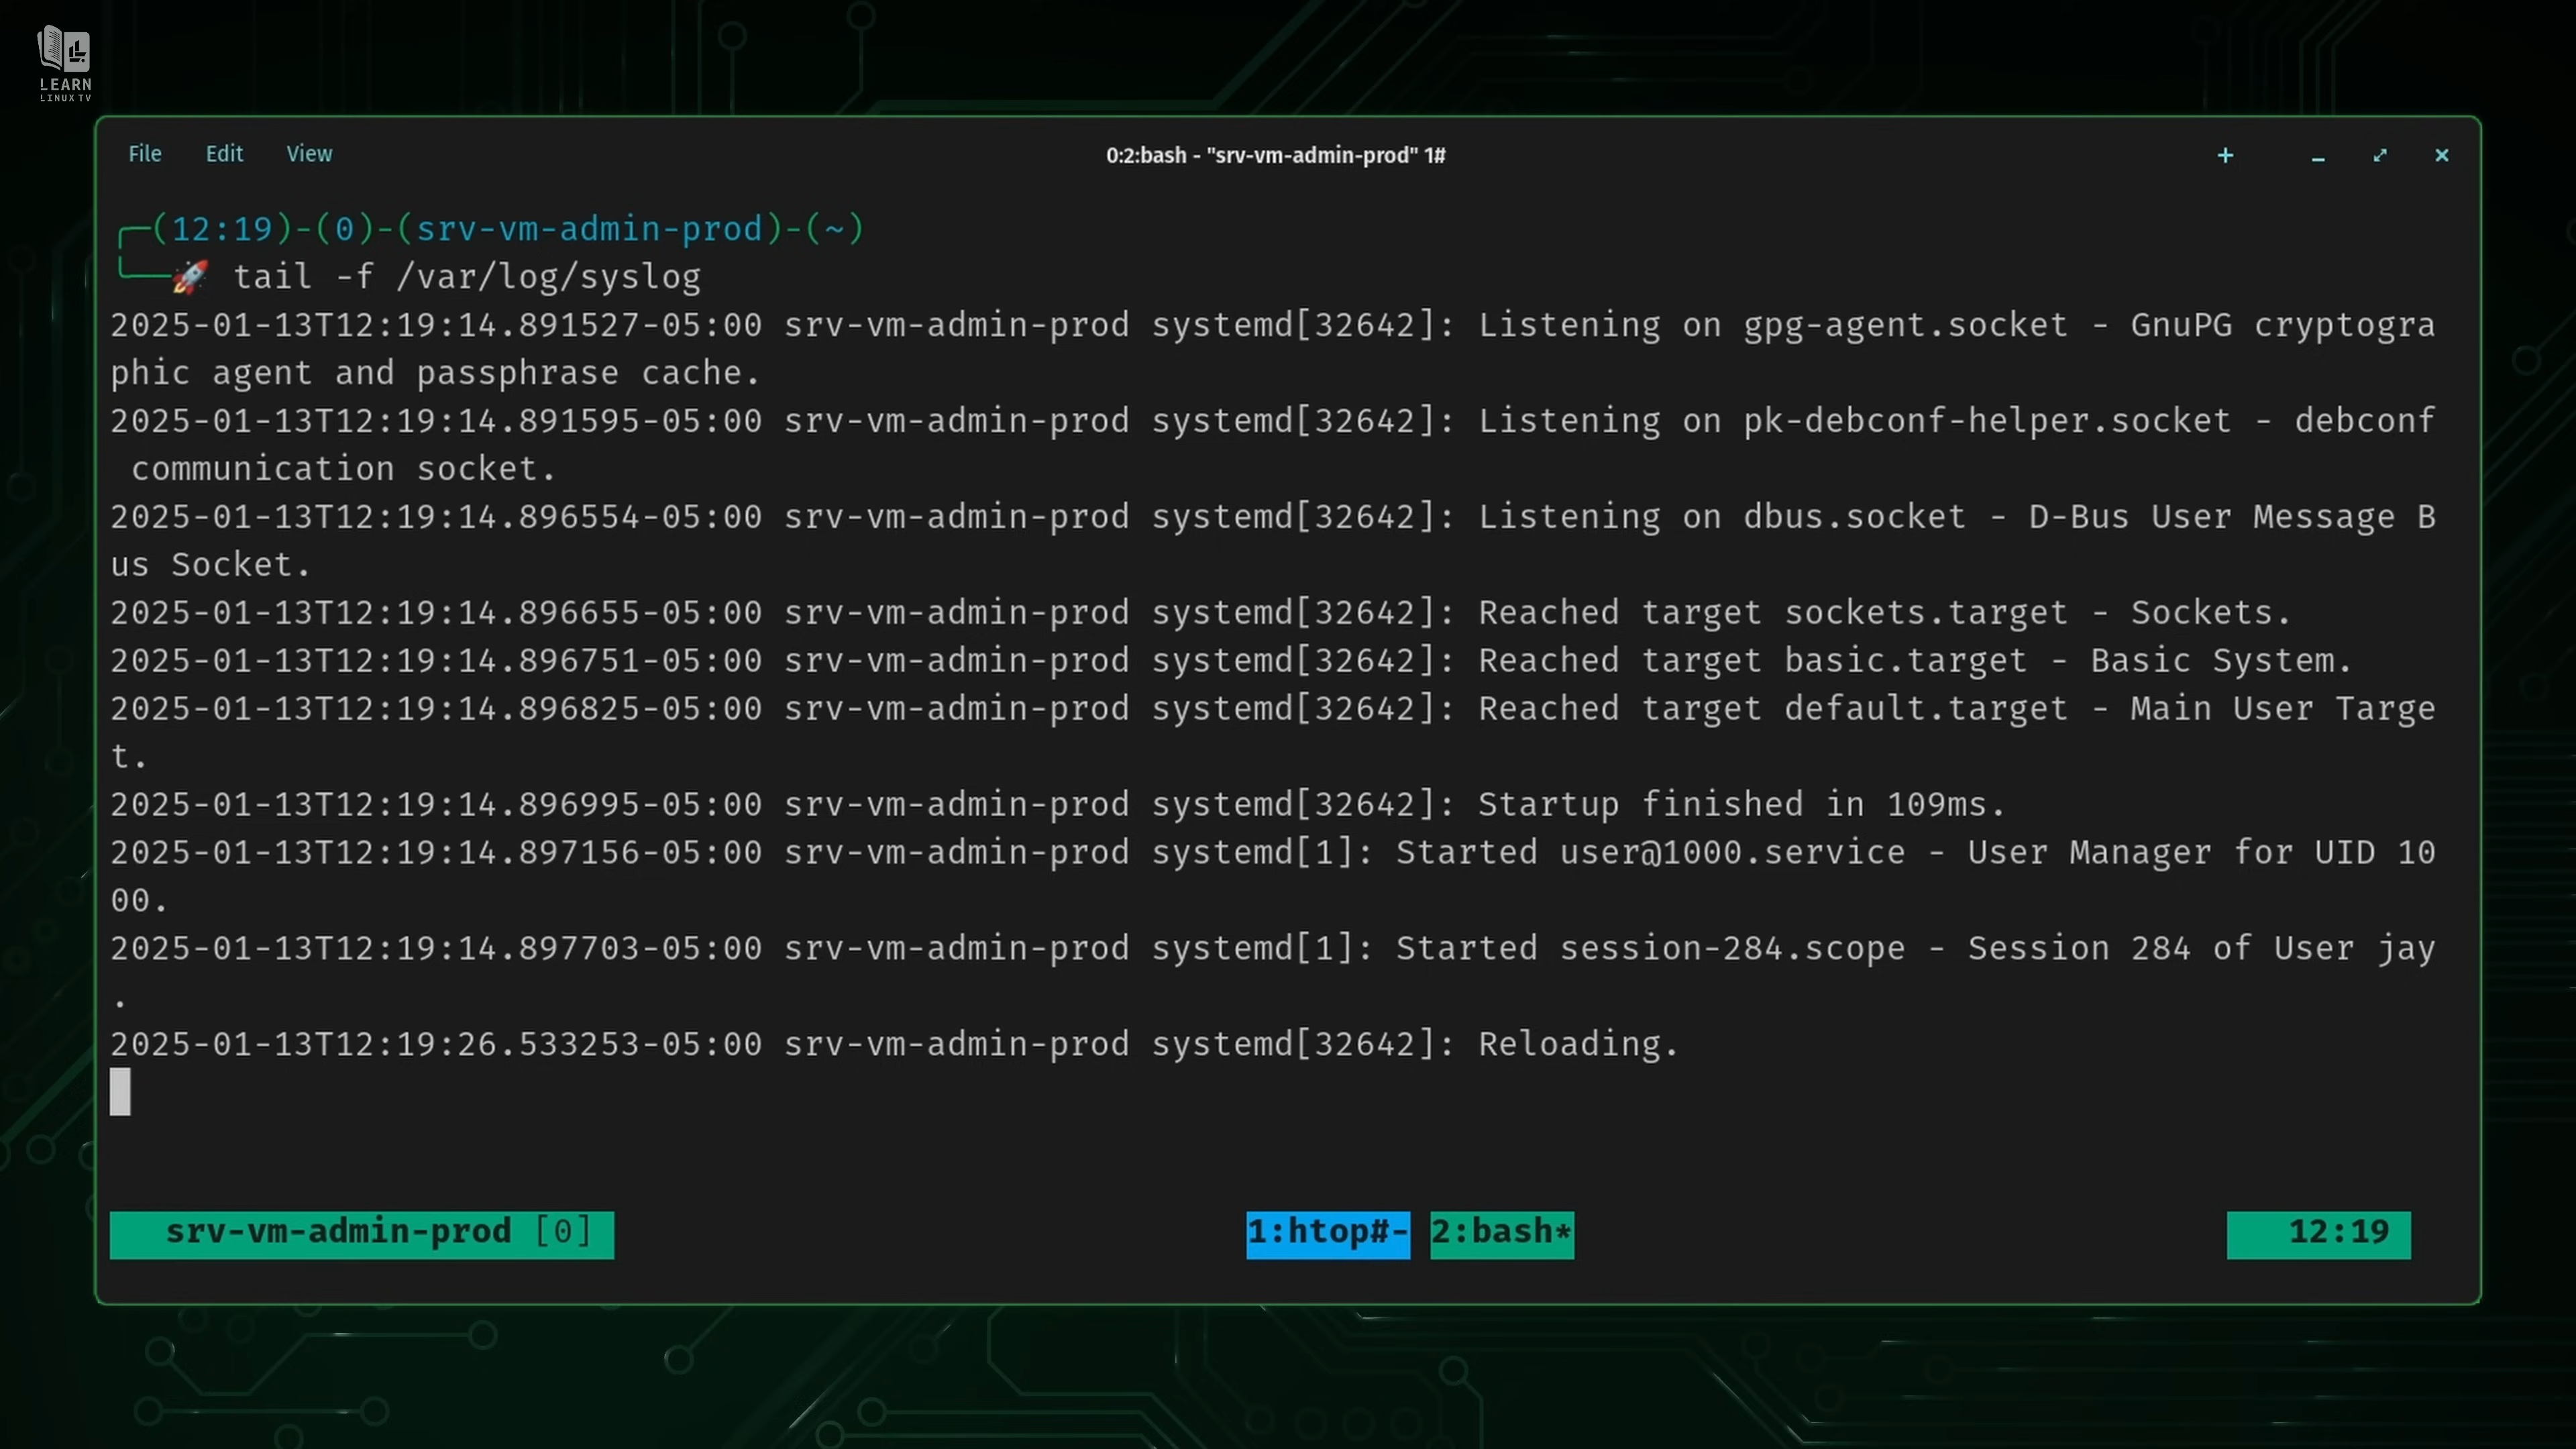 LEARN
LINUX TV
File Edit View 0:2:bash - "srv-vm-admin-prod" 1#
(12:19)-(0)-(srv-vm-admin-prod)-(~)
🚀 tail -f /var/log/syslog
2025-01-13T12:19:14.891527-05:00 srv-vm-admin-prod systemd[32642]: Listening on gpg-agent.socket - GnuPG cryptogra
phic agent and passphrase cache.
2025-01-13T12:19:14.891595-05:00 srv-vm-admin-prod systemd[32642]: Listening on pk-debconf-helper.socket - debconf
 communication socket.
2025-01-13T12:19:14.896554-05:00 srv-vm-admin-prod systemd[32642]: Listening on dbus.socket - D-Bus User Message B
us Socket.
2025-01-13T12:19:14.896655-05:00 srv-vm-admin-prod systemd[32642]: Reached target sockets.target - Sockets.
2025-01-13T12:19:14.896751-05:00 srv-vm-admin-prod systemd[32642]: Reached target basic.target - Basic System.
2025-01-13T12:19:14.896825-05:00 srv-vm-admin-prod systemd[32642]: Reached target default.target - Main User Targe
t.
2025-01-13T12:19:14.896995-05:00 srv-vm-admin-prod systemd[32642]: Startup finished in 109ms.
2025-01-13T12:19:14.897156-05:00 srv-vm-admin-prod systemd[1]: Started user@1000.service - User Manager for UID 10
00.
2025-01-13T12:19:14.897703-05:00 srv-vm-admin-prod systemd[1]: Started session-284.scope - Session 284 of User jay
.
2025-01-13T12:19:26.533253-05:00 srv-vm-admin-prod systemd[32642]: Reloading.
srv-vm-admin-prod [0] 1:htop#- 2:bash* 12:19